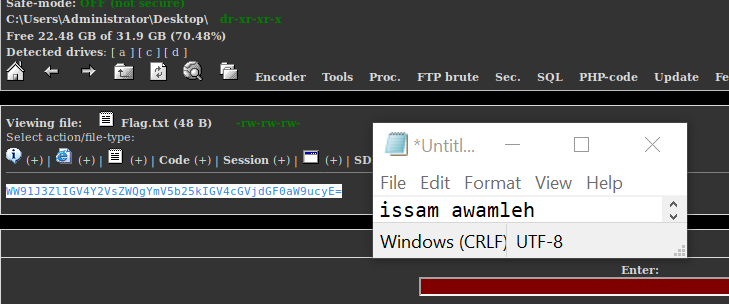 Safe-mode: OFF (not secure)
C:\Users\Administrator\Desktop\ dr-xr-xr-x
Free 22.48 GB of 31.9 GB (70.48%)
Detected drives: [ a ] [ c ] [ d ]
Encoder Tools Proc. FTP brute Sec. SQL PHP-code Update Fe
Viewing file: Flag.txt (48 B) -rw-rw-rw-
Select action/file-type:
(+) | (+) | (+) | Code (+) | Session (+) | (+) | SD
WW91J3ZlIGV4Y2VsZWQgYmV5b25kIGV4cGVjdGF0aW9ucyE=
*Untitl...
File Edit Format View Help
issam awamleh
Windows (CRLF) UTF-8
Enter: